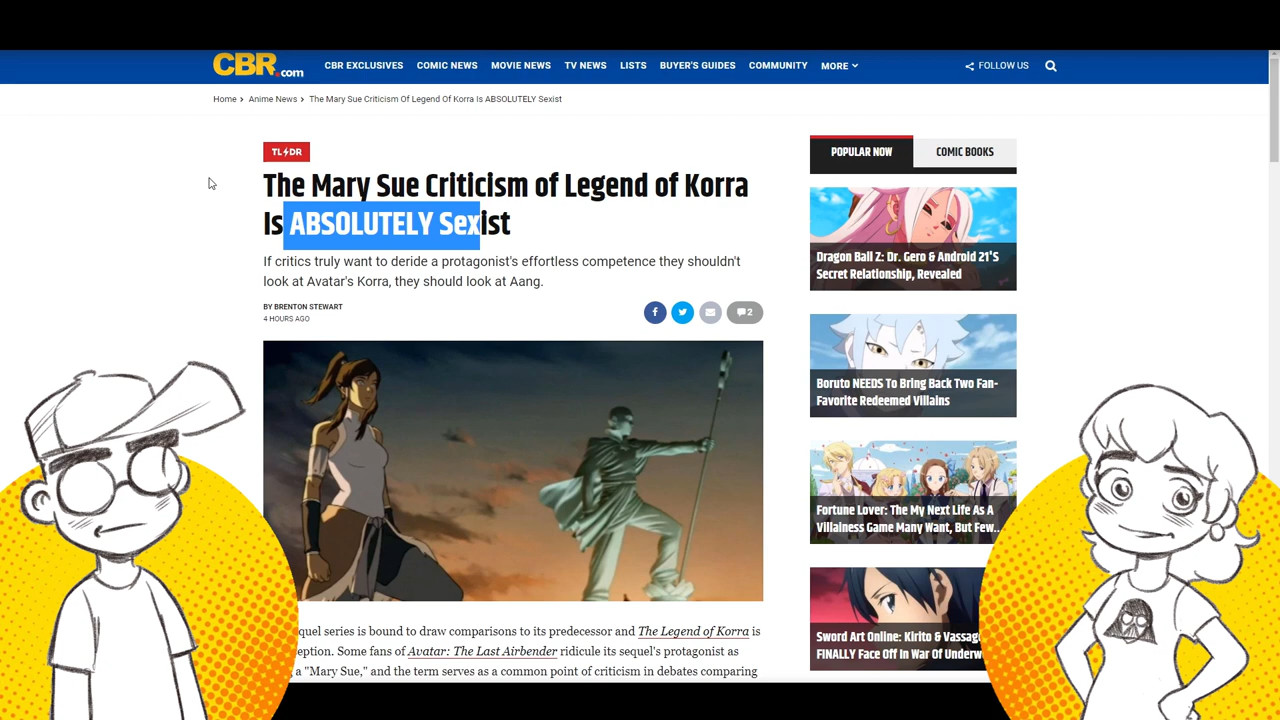 CBR.com
CBR EXCLUSIVES COMIC NEWS MOVIE NEWS TV NEWS LISTS BUYER'S GUIDES COMMUNITY MORE
FOLLOW US
Home > Anime News > The Mary Sue Criticism Of Legend Of Korra Is ABSOLUTELY Sexist
TL DR
The Mary Sue Criticism of Legend of Korra
Is ABSOLUTELY Sexist
If critics truly want to deride a protagonist's effortless competence they shouldn't
look at Avatar's Korra, they should look at Aang.
BY BRENTON STEWART
4 HOURS AGO
2
quel series is bound to draw comparisons to its predecessor and The Legend of Korra is
eption. Some fans of Avatar: The Last Airbender ridicule its sequel's protagonist as
a "Mary Sue," and the term serves as a common point of criticism in debates comparing
POPULAR NOW
COMIC BOOKS
Dragon Ball Z: Dr. Gero & Android 21'S
Secret Relationship, Revealed
Boruto NEEDS To Bring Back Two Fan-
Favorite Redeemed Villains
Fortune Lover: The My Next Life As A
Villainess Game Many Want, But Few..
Sword Art Online: Kirito & Vassag
FINALLY Face Off In War Of Underw